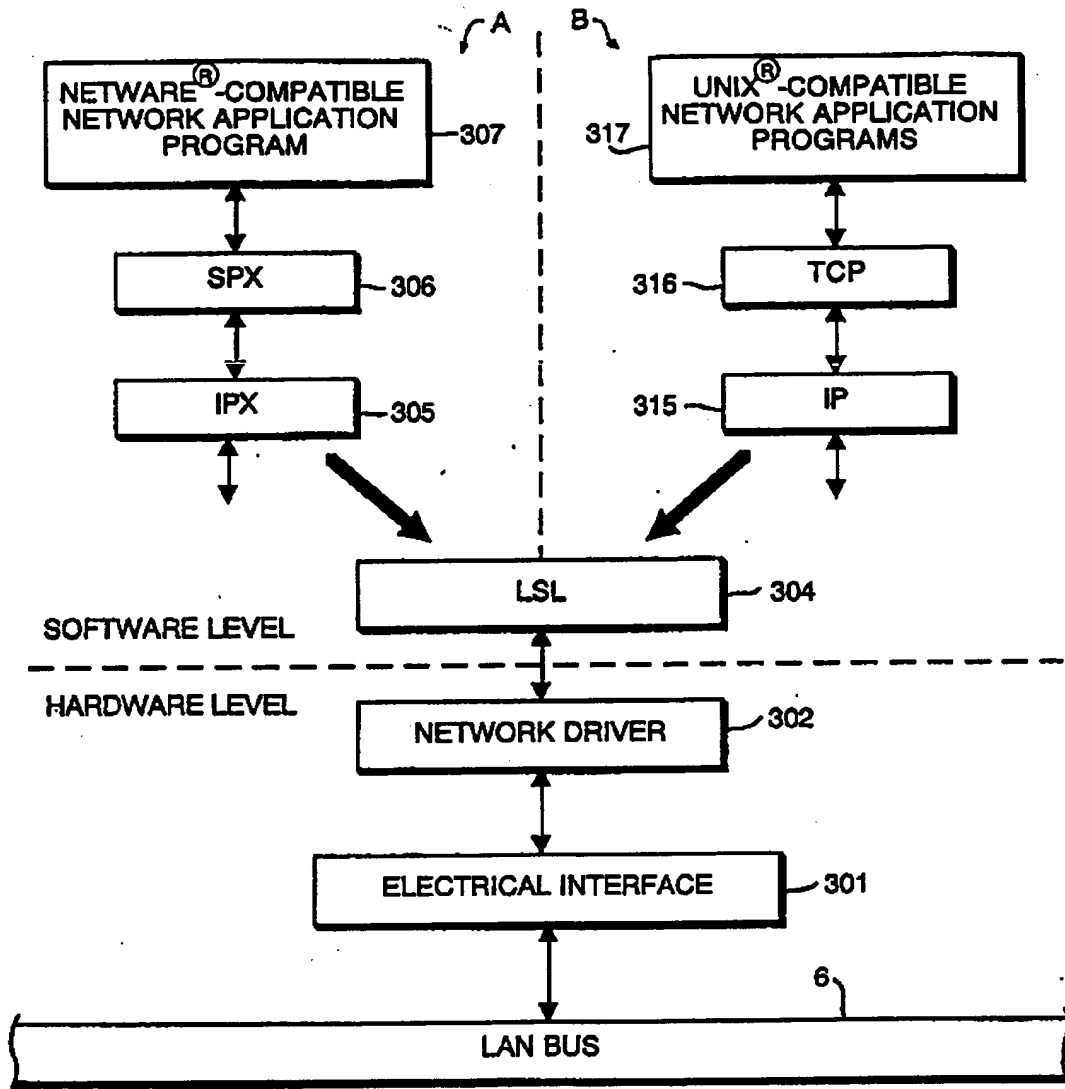 A
B
NETWARE®-COMPATIBLE
NETWORK APPLICATION
PROGRAM
307
UNIX®-COMPATIBLE
NETWORK APPLICATION
PROGRAMS
317
SPX
306
TCP
316
IPX
305
IP
315
LSL
304
SOFTWARE LEVEL
HARDWARE LEVEL
NETWORK DRIVER
302
ELECTRICAL INTERFACE
301
6
LAN BUS